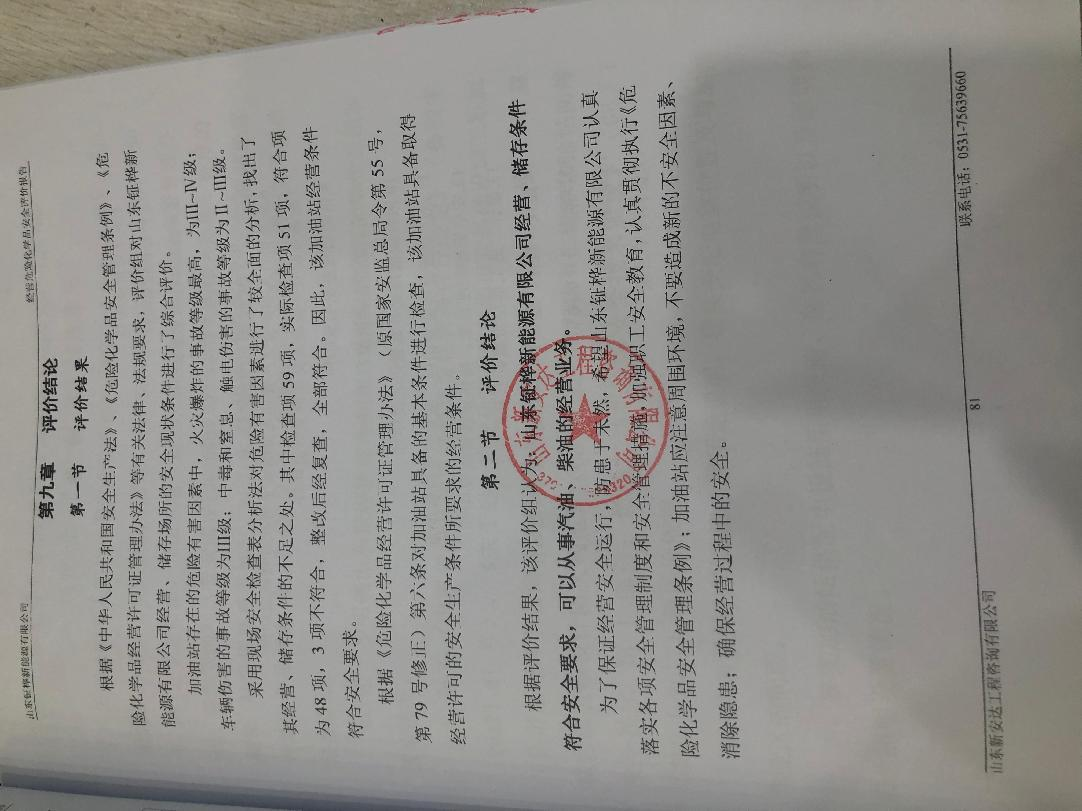 山东钲桦新能源有限公司 经营危险化学品安全评价报告
第九章 评价结论
第一节 评价结果
根据《中华人民共和国安全生产法》、《危险化学品安全管理条例》、《危
险化学品经营许可证管理办法》等有关法律、法规要求，评价组对山东钲桦新
能源有限公司经营、储存场所的安全现状条件进行了综合评价。
加油站存在的危险有害因素中，火灾爆炸的事故等级最高，为III~IV级；
车辆伤害的事故等级为III级；中毒和窒息、触电伤害的事故等级为II~III级。
采用现场安全检查表分析法对危险有害因素进行了较全面的分析，找出了
其经营、储存条件的不足之处。其中检查项59项，实际检查项51项，符合项
为48项，3项不符合，整改后经复查，全部符合。因此，该加油站经营条件
符合安全要求。
根据《危险化学品经营许可证管理办法》（原国家安监总局令第55号，
第79号修正）第六条对加油站具备的基本条件进行检查，该加油站具备取得
经营许可的安全生产条件所要求的经营条件。
第二节 评价结论
根据评价结果，该评价组认为：山东钲桦新能源有限公司经营、储存条件
符合安全要求，可以从事汽油、柴油的经营业务。
为了保证经营安全运行，防患于未然，希望山东钲桦新能源有限公司认真
落实各项安全管理制度和安全管理措施，加强职工安全教育，认真贯彻执行《危
险化学品安全管理条例》；加油站应注意周围环境，不要造成新的不安全因素、
消除隐患；确保经营过程中的安全。
山东新安达工程咨询有限公司 81 联系电话：0531-75639660